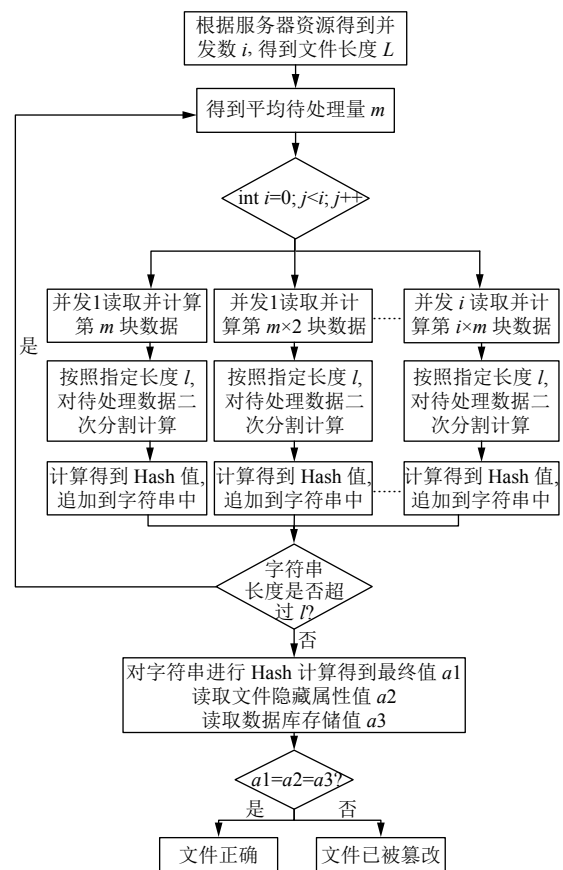 根据服务器资源得到并
发数 i, 得到文件长度 L
得到平均待处理量 m
int i=0; j<i; j++
并发1读取并计算
第 m 块数据
并发1读取并计
算第 m×2 块数据
并发 i 读取并计
算第 i×m 块数据
是
按照指定长度 l,
对待处理数据二
次分割计算
按照指定长度 l,
对待处理数据二
次分割计算
按照指定长度 l,
对待处理数据二
次分割计算
计算得到 Hash 值,
追加到字符串中
计算得到 Hash 值,
追加到字符串中
计算得到 Hash 值,
追加到字符串中
字符串
长度是否超
过 l?
否
对字符串进行 Hash 计算得到最终值 a1
读取文件隐藏属性值 a2
读取数据库存储值 a3
a1=a2=a3?
是
否
文件正确
文件已被篡改